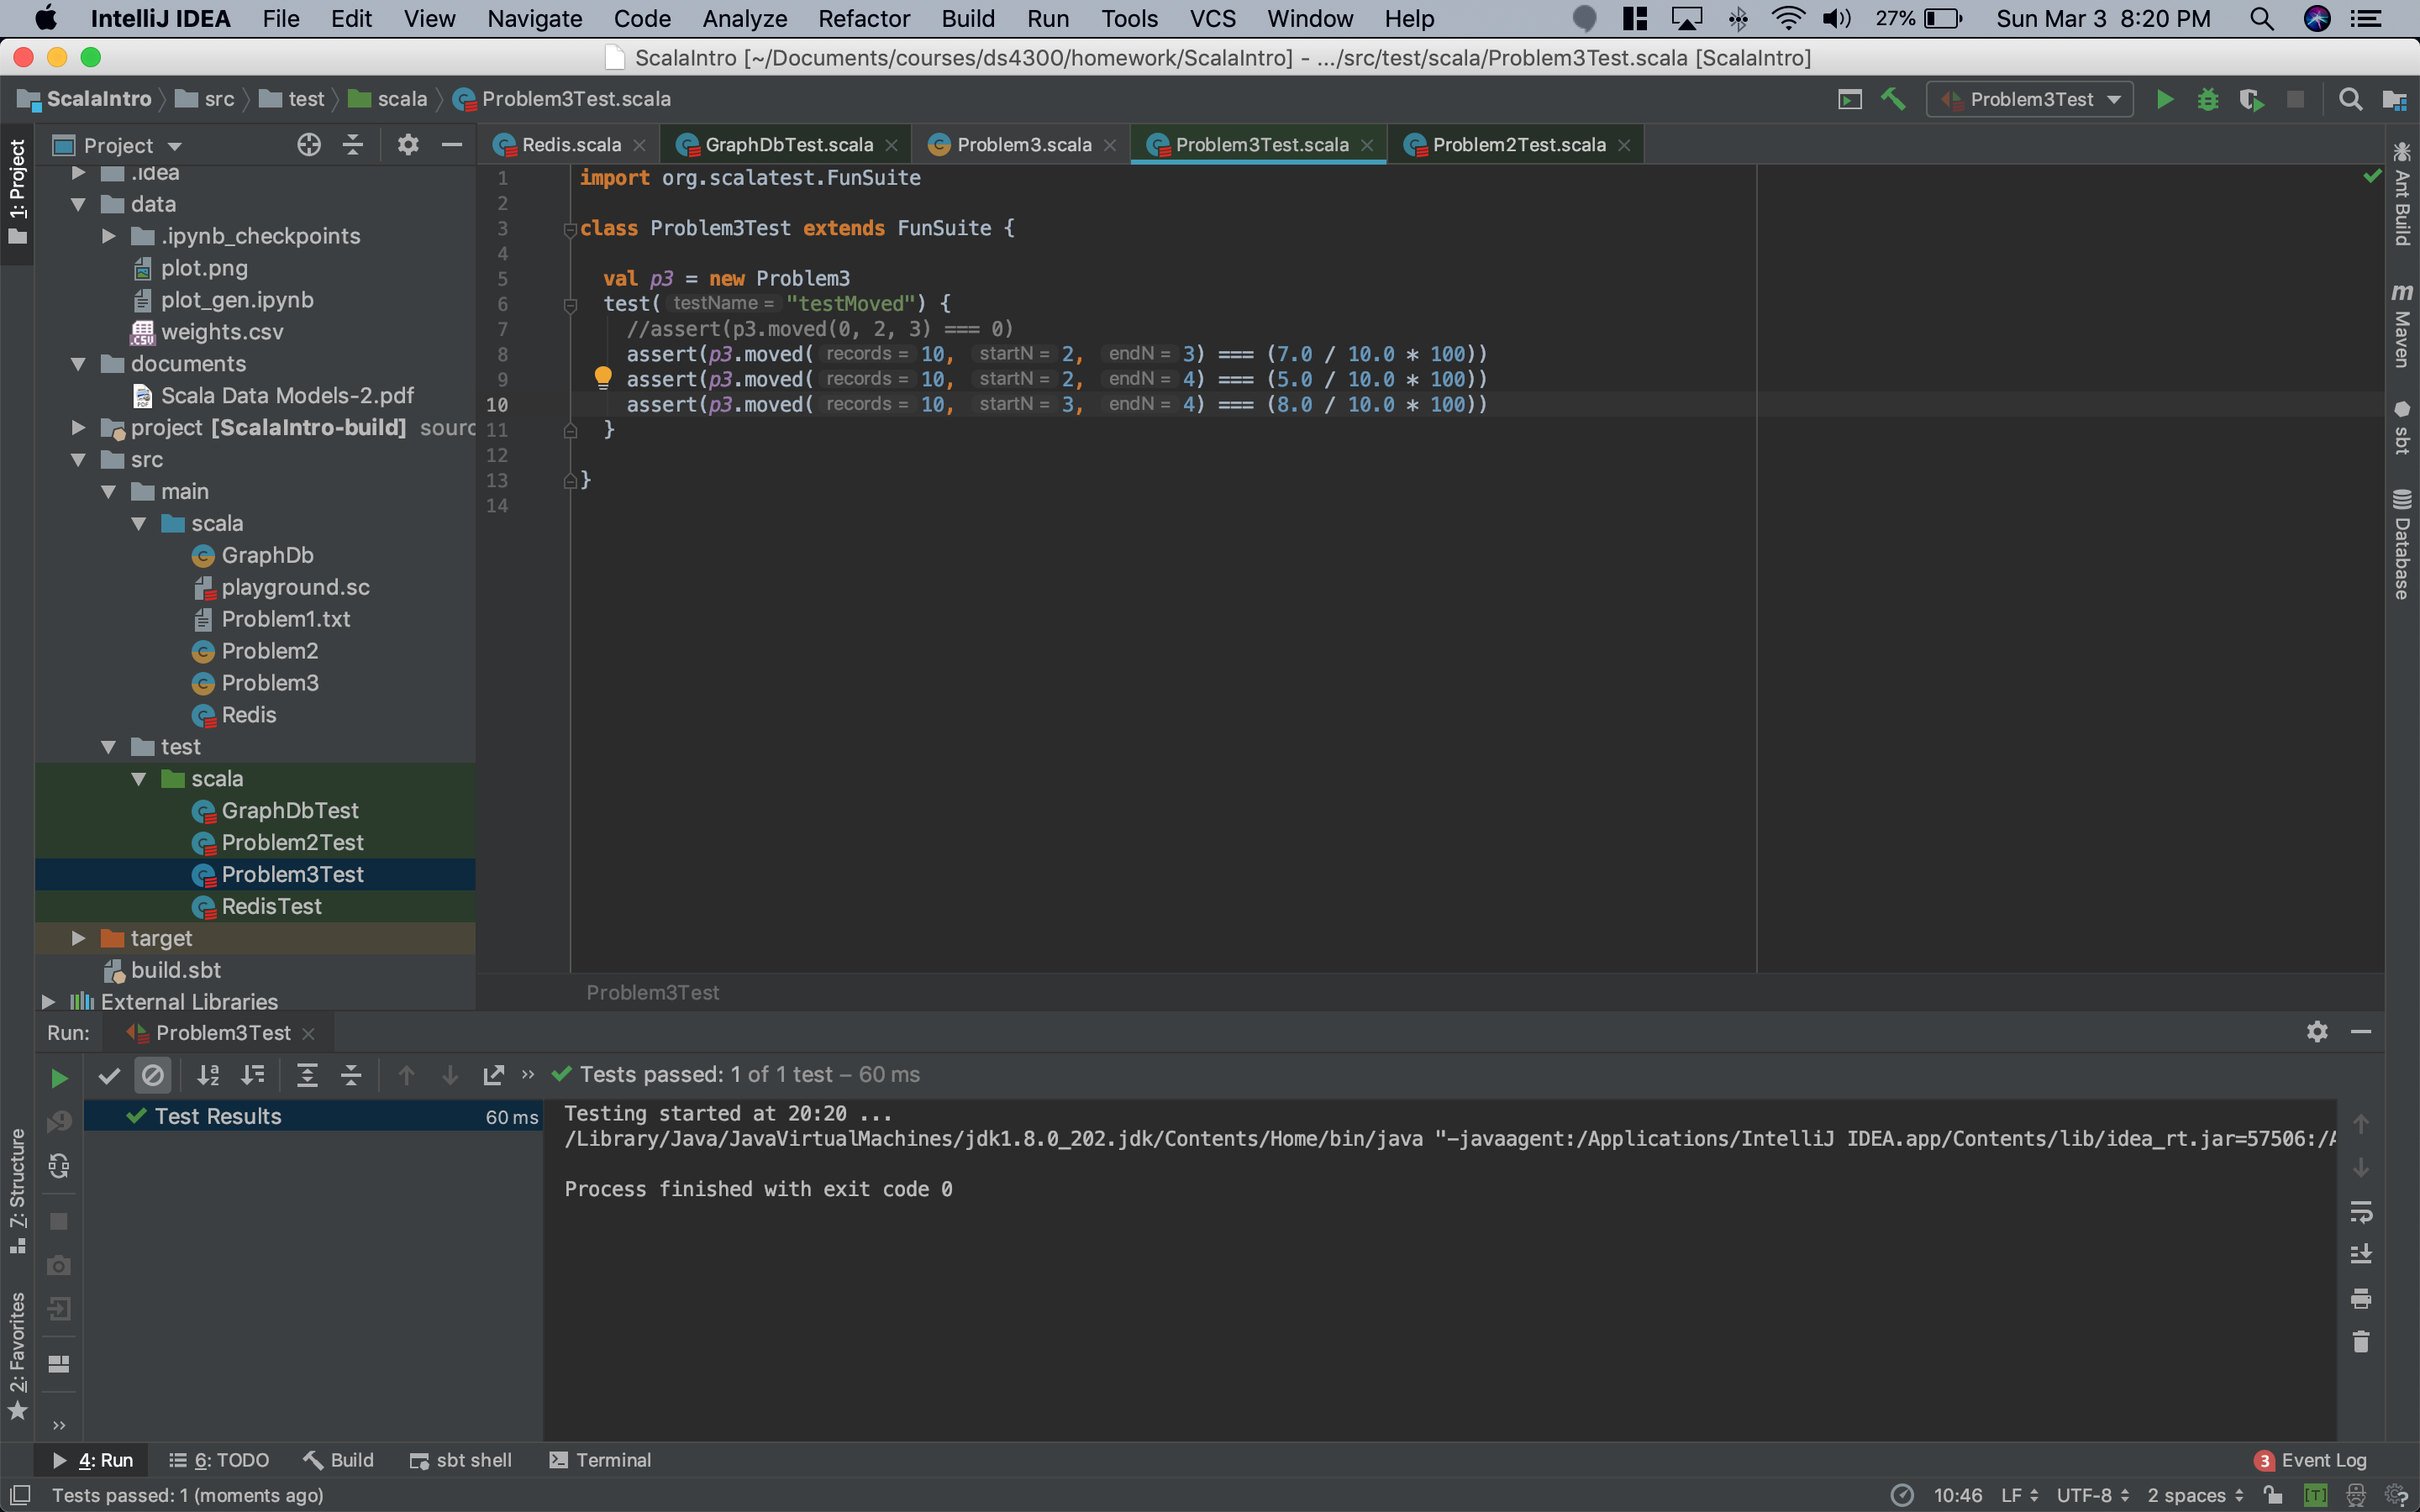 IntelliJ IDEA File Edit View Navigate Code Analyze Refactor Build Run Tools VCS Window Help 27% Sun Mar 3 8:20 PM
ScalaIntro [~/Documents/courses/ds4300/homework/ScalaIntro] - .../src/test/scala/Problem3Test.scala [ScalaIntro]
ScalaIntro src test scala Problem3Test.scala Problem3Test
1: Project
Project
.idea
data
.ipynb_checkpoints
plot.png
plot_gen.ipynb
weights.csv
documents
Scala Data Models-2.pdf
project [ScalaIntro-build] sourc
src
main
scala
GraphDb
playground.sc
Problem1.txt
Problem2
Problem3
Redis
test
scala
GraphDbTest
Problem2Test
Problem3Test
RedisTest
target
build.sbt
External Libraries
Redis.scala GraphDbTest.scala Problem3.scala Problem3Test.scala Problem2Test.scala
1 import org.scalatest.FunSuite
2
3 class Problem3Test extends FunSuite {
4
5 val p3 = new Problem3
6 test( testName = "testMoved") {
7 //assert(p3.moved(0, 2, 3) === 0)
8 assert(p3.moved( records = 10, startN = 2, endN = 3) === (7.0 / 10.0 * 100))
9 assert(p3.moved( records = 10, startN = 2, endN = 4) === (5.0 / 10.0 * 100))
10 assert(p3.moved( records = 10, startN = 3, endN = 4) === (8.0 / 10.0 * 100))
11 }
12
13 }
14
Problem3Test
Ant Build
Maven
sbt
Database
Run: Problem3Test
Tests passed: 1 of 1 test – 60 ms
Test Results 60 ms
Testing started at 20:20 ...
/Library/Java/JavaVirtualMachines/jdk1.8.0_202.jdk/Contents/Home/bin/java "-javaagent:/Applications/IntelliJ IDEA.app/Contents/lib/idea_rt.jar=57506:/A
Process finished with exit code 0
7: Structure
2: Favorites
4: Run 6: TODO Build sbt shell Terminal 3 Event Log
Tests passed: 1 (moments ago) 10:46 LF UTF-8 2 spaces [T]